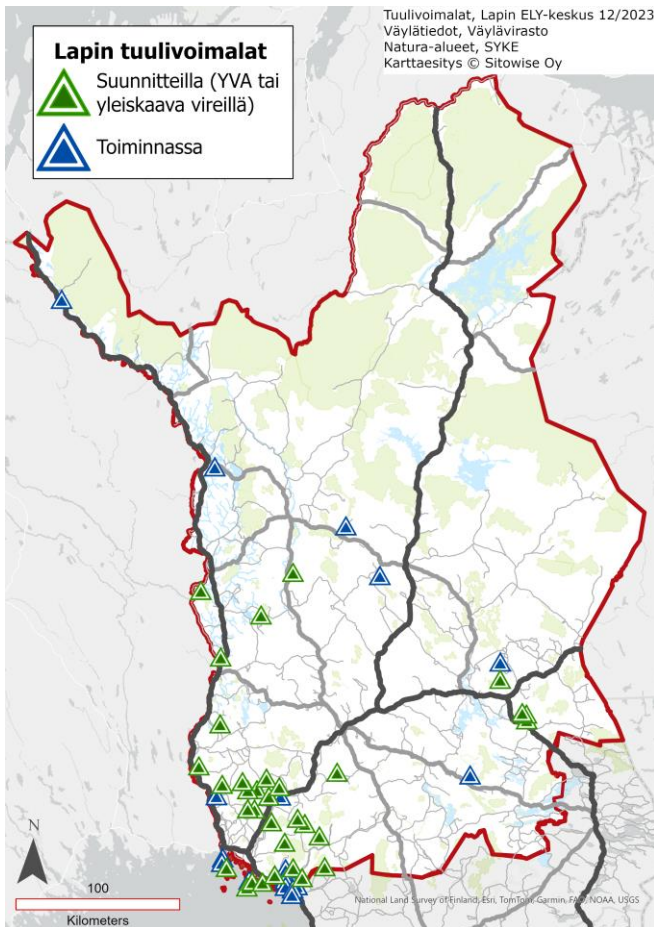 Tuulivoimalat, Lapin ELY-keskus 12/2023
Väylätiedot, Väylävirasto
Natura-alueet, SYKE
Karttaesitys © Sitowise Oy
Lapin tuulivoimalat
Suunnitteilla (YVA tai
yleiskaava vireillä)
Toiminnassa
N
100
Kilometers
National Land Survey of Finland, Esri, TomTom, Garmin, FAO, NOAA, USGS